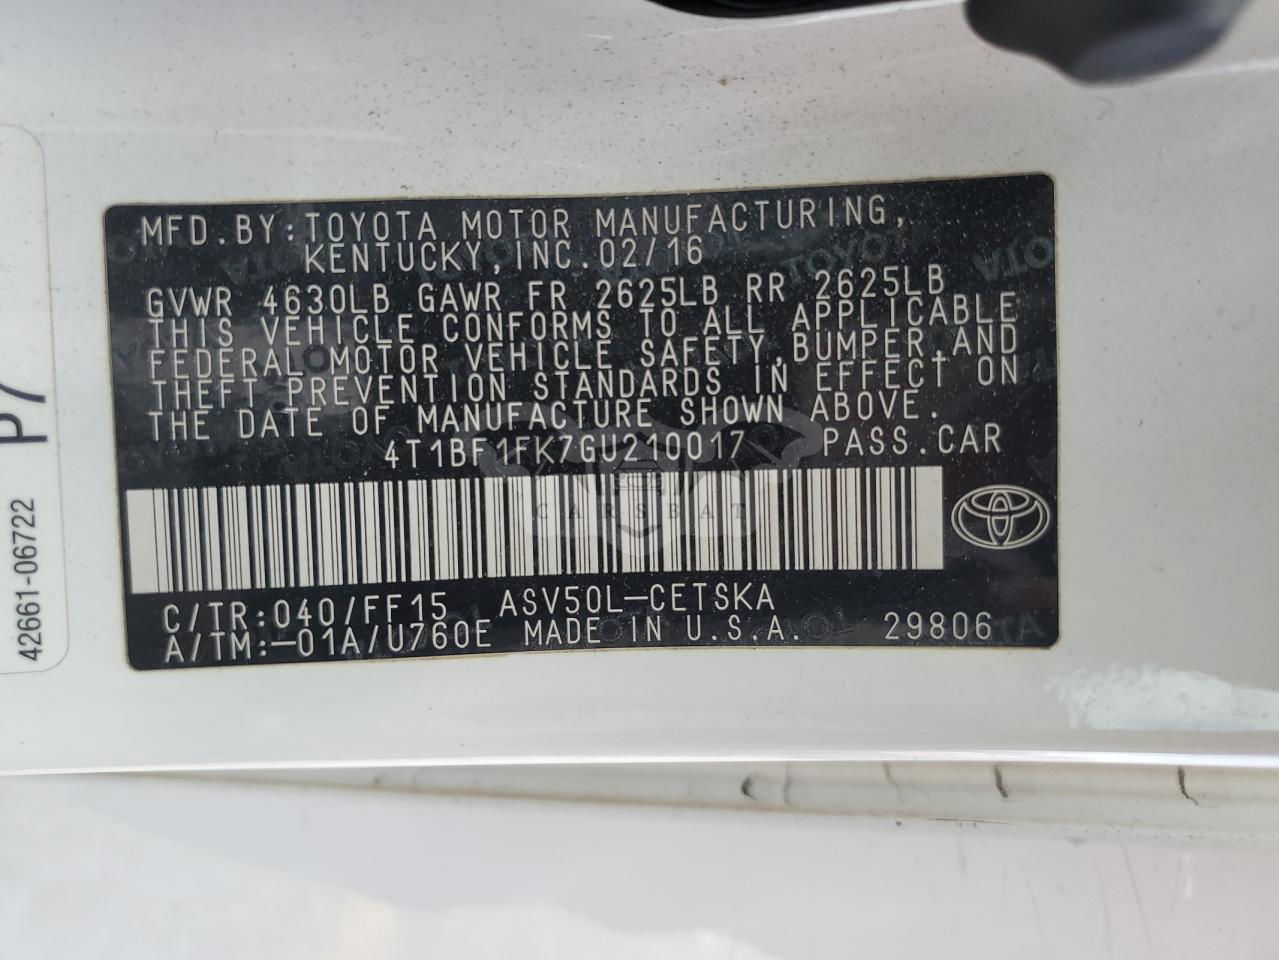 MFD.BY:TOYOTA MOTOR MANUFACTURING,
KENTUCKY,INC.02/16
GVWR 4630LB GAWR FR 2625LB RR 2625LB
THIS VEHICLE CONFORMS TO ALL APPLICABLE
FEDERAL MOTOR VEHICLE SAFETY,BUMPER AND
THEFT PREVENTION STANDARDS IN EFFECT ON
THE DATE OF MANUFACTURE SHOWN ABOVE.
4T1BF1FK7GU210017 PASS.CAR
CARSBAT
C/TR:040/FF15 ASV50L-CETSKA
A/TM:-01A/U760E MADE IN U.S.A. 29806
P7
42661-06722